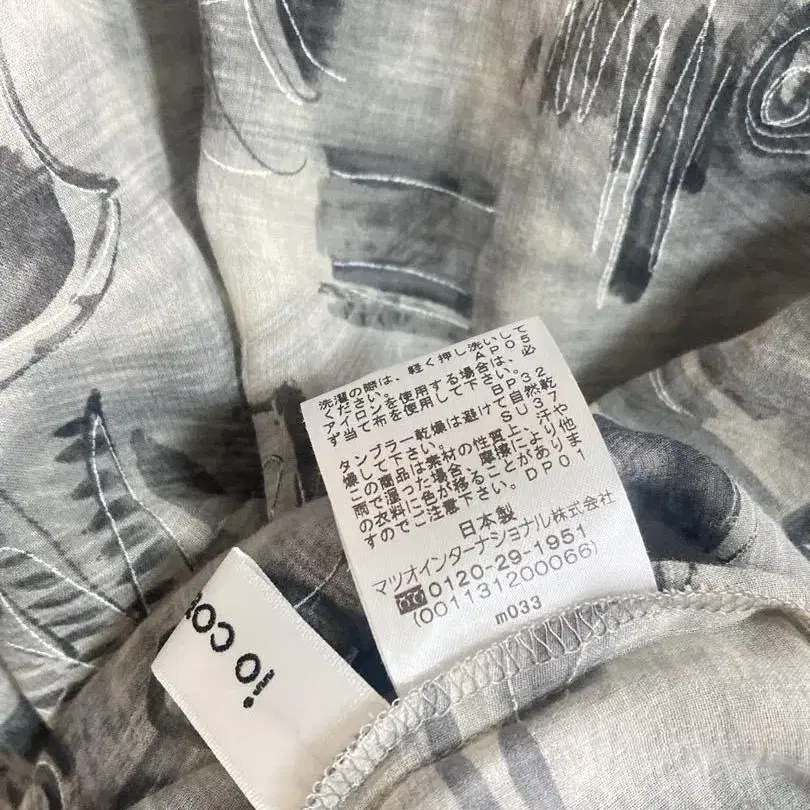 洗濯の際は、軽く押し洗いして
ください。 AP05
アイロンを使用する場合は、必
ず当て布を使用して下さい。
BP32
タンブラー乾燥は避けて自然乾
燥して下さい。 SU37
この商品は素材の性質上、汗や
雨で湿った場合、摩擦により他
の衣料に色が移ることがありま
すのでご注意下さい。DP01
日本製
マツオインターナショナル株式会社
0120-29-1951
(001131200066)
m033
io co